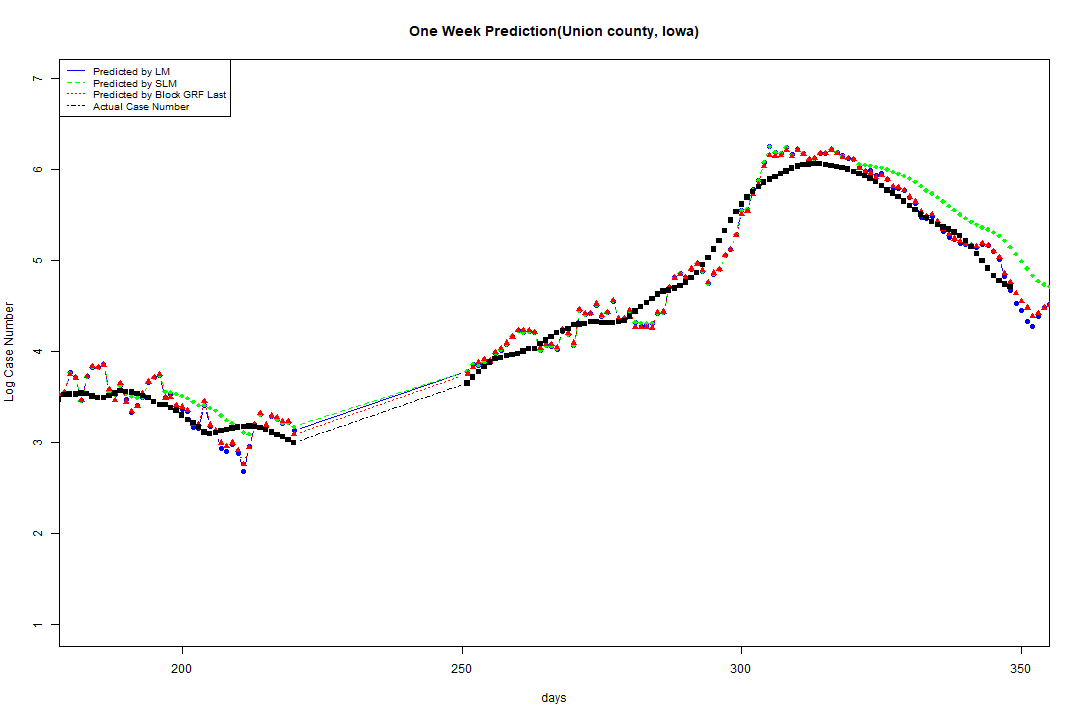 One Week Prediction(Union county, Iowa)
Predicted by LM
Predicted by SLM
Predicted by Block GRF Last
Actual Case Number
7
6
5
4
3
2
1
Log Case Number
200 250 300 350
days